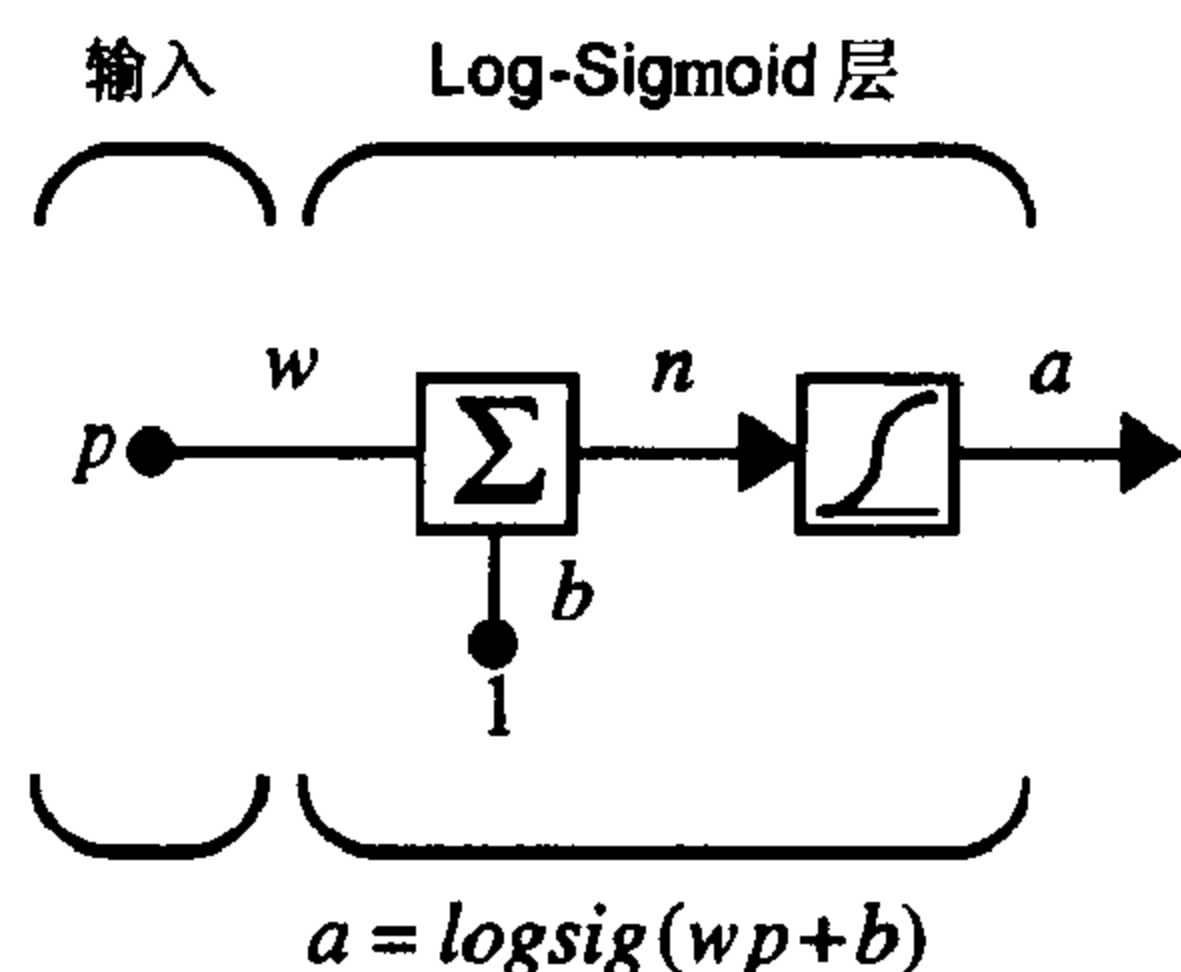 输入 Log-Sigmoid 层
w n a
p Σ
b
1
a = logsig(wp+b)